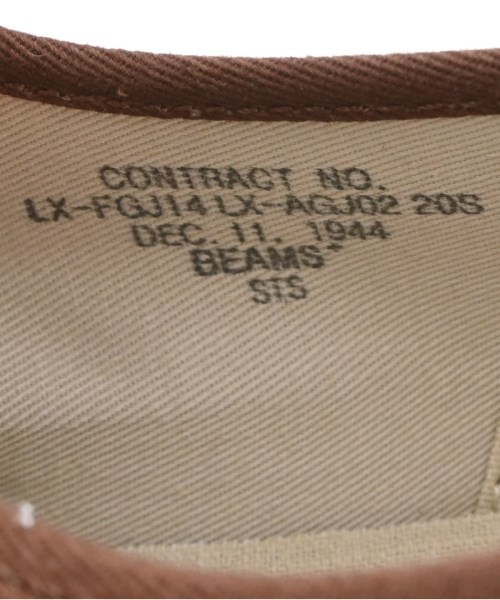 CONTRACT NO.
LX-FGJ14 LX-AGJ02 20S
DEC. 11. 1944
BEAMS+
STS